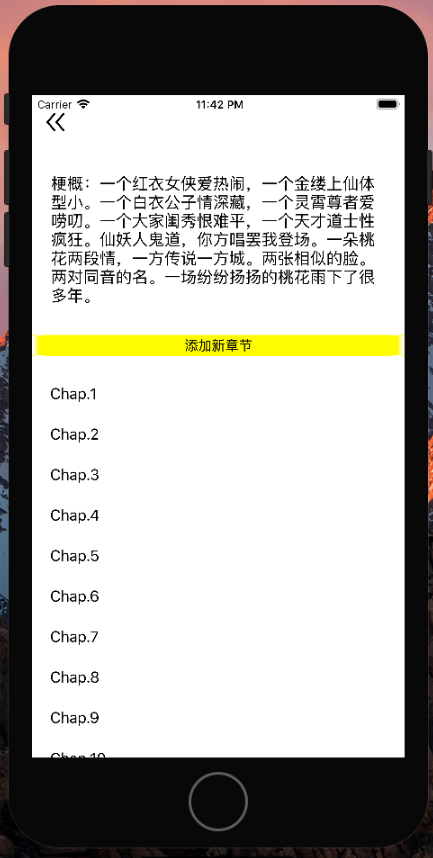 Carrier 11:42 PM
梗概：一个红衣女侠爱热闹，一个金缕上仙体
型小。一个白衣公子情深藏，一个灵霄尊者爱
唠叨。一个大家闺秀恨难平，一个天才道士性
疯狂。仙妖人鬼道，你方唱罢我登场。一朵桃
花两段情，一方传说一方城。两张相似的脸。
两对同音的名。一场纷纷扬扬的桃花雨下了很
多年。
添加新章节
Chap.1
Chap.2
Chap.3
Chap.4
Chap.5
Chap.6
Chap.7
Chap.8
Chap.9
Chap.10